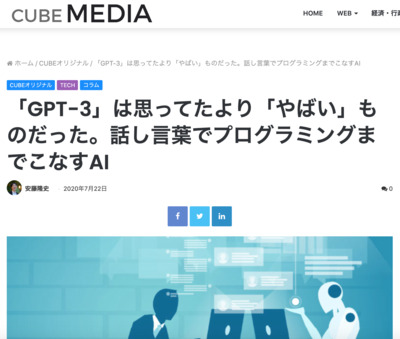 CUBE MEDIA
HOME WEB 経済・行政
ホーム / CUBEオリジナル / 「GPT-3」は思ってたより「やばい」ものだった。話し言葉でプログラミングまでこなすAI
CUBEオリジナル TECH コラム
「GPT-3」は思ってたより「やばい」も
のだった。話し言葉でプログラミングま
でこなすAI
安藤隆史 2020年7月22日 0